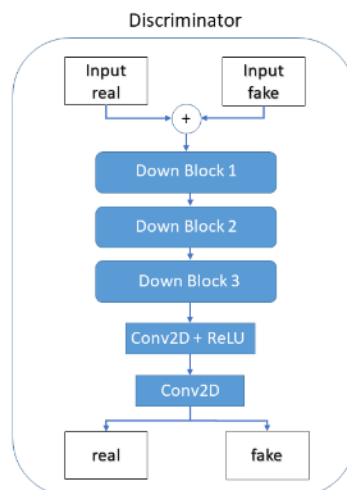 Discriminator
Input real
Input fake
+
Down Block 1
Down Block 2
Down Block 3
Conv2D + ReLU
Conv2D
real
fake